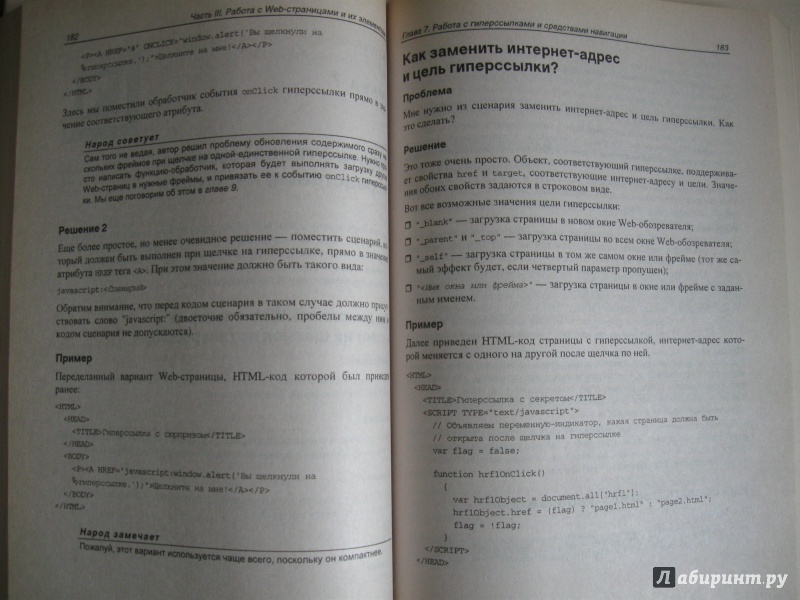 182
Часть III. Работа с Web-страницами и их элементами
<P><A HREF="#" ONCLICK="window.alert('Вы щелкнули на
гиперссылке.');">Щелкните на мне!</A></P>
</BODY>
</HTML>
Здесь мы поместили обработчик события onClick гиперссылки прямо в
чение соответствующего атрибута.
Народ советует
Сам того не ведая, автор решил проблему обновления содержимого сразу
скольких фреймов при щелчке на одной-единственной гиперссылке. Нужно
сто написать функцию-обработчик, которая будет выполнять загрузку
Web-страниц в нужные фреймы, и привязать ее к событию onClick гиперссы
ки. Мы еще поговорим об этом в главе 9.
Решение 2
Еще более простое, но менее очевидное решение — поместить сценарий,
торый должен быть выполнен при щелчке на гиперссылке, прямо в значе
атрибута HREF тега <A>. При этом значение должно быть такого вида:
javascript:<Сценарий>
Обратим внимание, что перед кодом сценария в таком случае должно прису
ствовать слово "javascript:" (двоеточие обязательно, пробелы между ним и
кодом сценария не допускаются).
Пример
Переделанный вариант Web-страницы, HTML-код которой был приведен
ранее:
<HTML>
<HEAD>
<TITLE>Гиперссылка с сюрпризом</TITLE>
</HEAD>
<BODY>
<P><A HREF="javascript:window.alert('Вы щелкнули на
гиперссылке.');">Щелкните на мне!</A></P>
</BODY>
</HTML>
Народ замечает
Пожалуй, этот вариант используется чаще всего, поскольку он компактнее.
Глава 7. Работа с гиперссылками и средствами навигации
183
Как заменить интернет-адрес
и цель гиперссылки?
Проблема
Мне нужно из сценария заменить интернет-адрес и цель гиперссылки. Как
это сделать?
Решение
Это тоже очень просто. Объект, соответствующий гиперссылке, поддержива-
ет свойства href и target, соответствующие интернет-адресу и цели. Значе-
ния обоих свойств задаются в строковом виде.
Вот все возможные значения цели гиперссылки:
❒ "_blank" — загрузка страницы в новом окне Web-обозревателя;
❒ "_parent" и "_top" — загрузка страницы во всем окне Web-обозревателя;
❒ "_self" — загрузка страницы в том же самом окне или фрейме (тот же са-
мый эффект будет, если четвертый параметр пропущен);
❒ "<Имя окна или фрейма>" — загрузка страницы в окне или фрейме с задан-
ным именем.
Пример
Далее приведен HTML-код страницы с гиперссылкой, интернет-адрес кото-
рой меняется с одного на другой после щелчка по ней.
<HTML>
<HEAD>
<TITLE>Гиперссылка с секретом</TITLE>
<SCRIPT TYPE="text/javascript">
// Объявляем переменную-индикатор, какая страница должна быть
// открыта после щелчка на гиперссылке
var flag = false;
function hrf1OnClick()
{
var hrf1Object = document.all["hrf1"];
hrf1Object.href = (flag) ? "page1.html" : "page2.html";
flag = !flag;
}
</SCRIPT>
</HEAD>
Лабиринт.ру